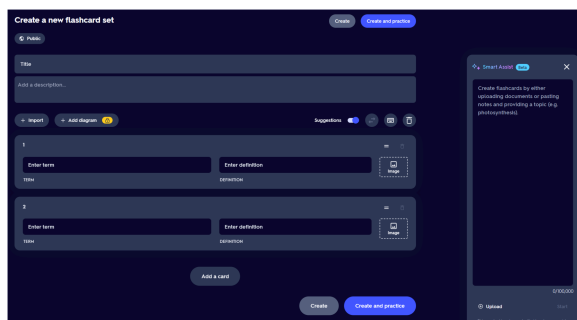 Create a new flashcard set
Create
Create and practice
Public
Title
Add a description...
+ Import
+ Add diagram
Suggestions
1
Enter term
Enter definition
Image
TERM
DEFINITION
2
Enter term
Enter definition
Image
TERM
DEFINITION
Add a card
Create
Create and practice
Smart Assist Beta
Create flashcards by either
uploading documents or pasting
notes and providing a topic (e.g.
photosynthesis).
0/100,000
Upload
Start